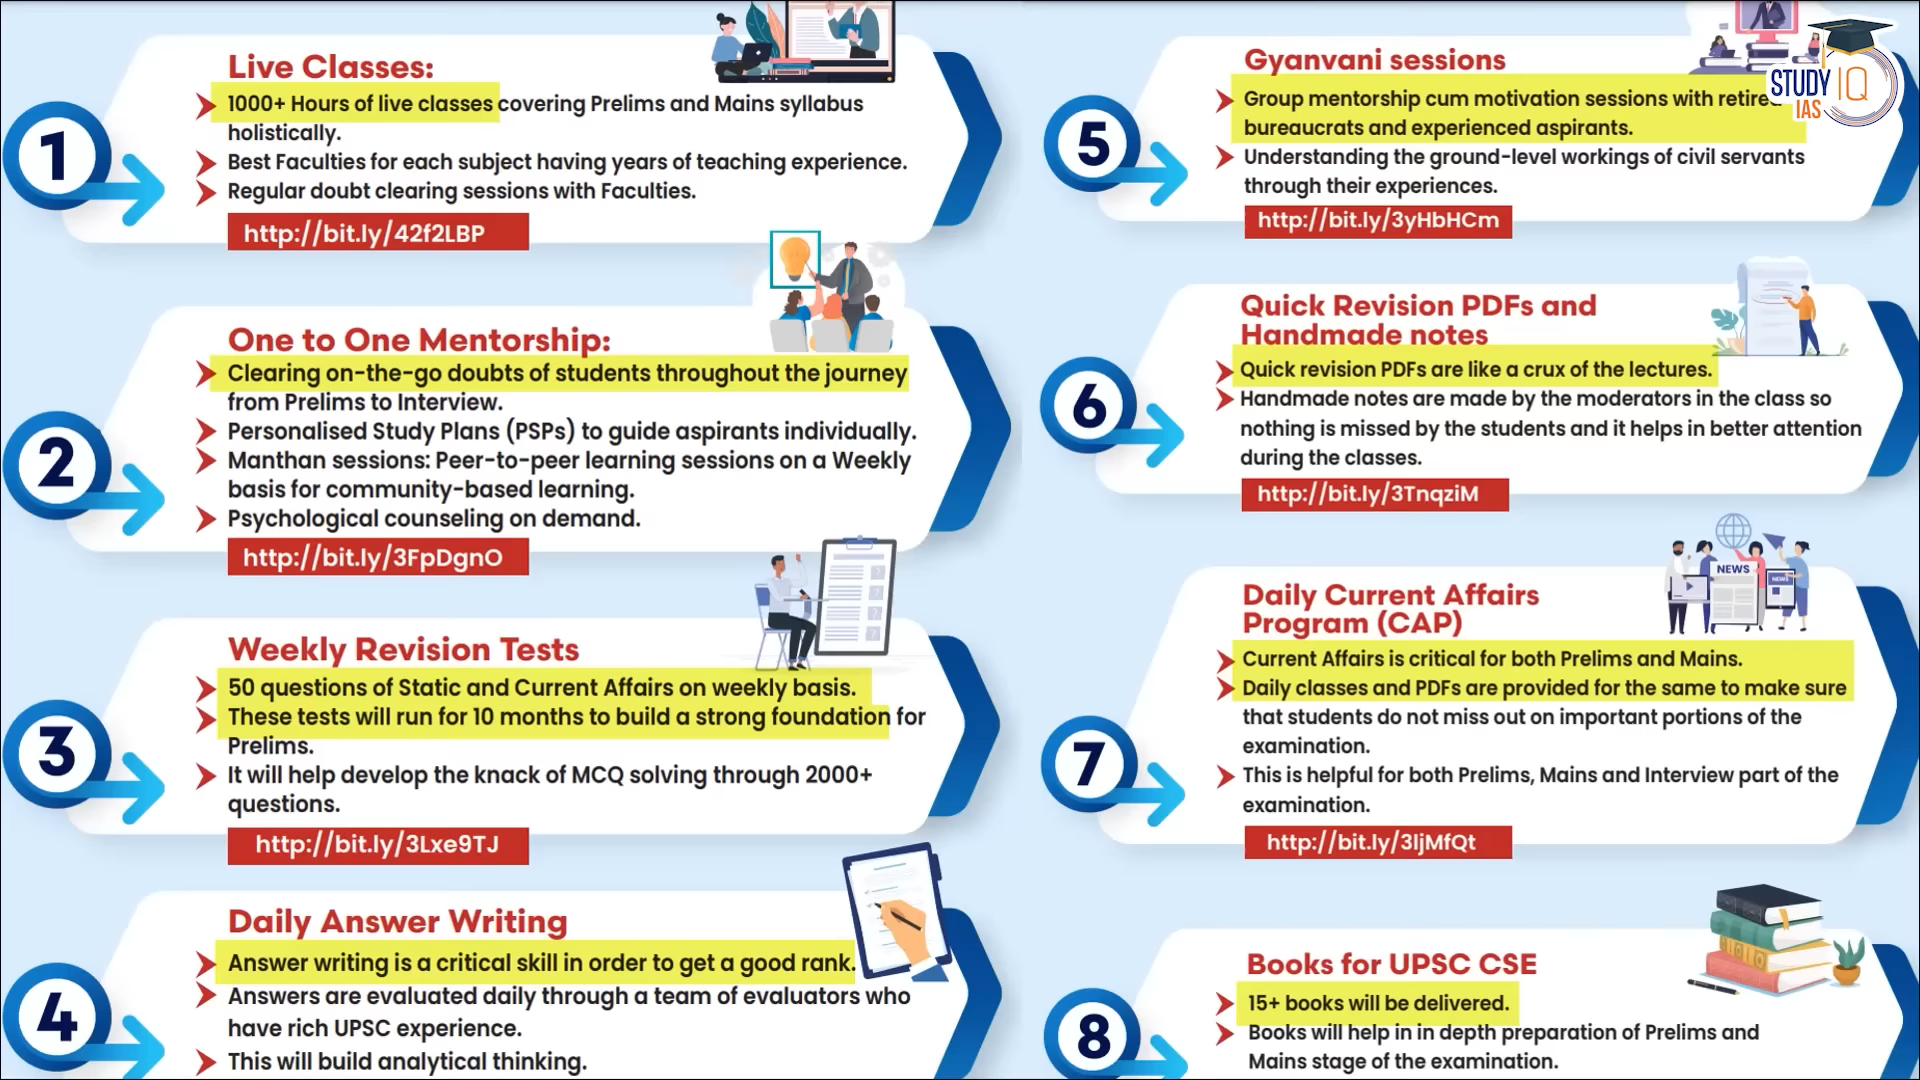 1
Live Classes:
1000+ Hours of live classes covering Prelims and Mains syllabus
holistically.
Best Faculties for each subject having years of teaching experience.
Regular doubt clearing sessions with Faculties.
http://bit.ly/42f2LBP
2
One to One Mentorship:
Clearing on-the-go doubts of students throughout the journey
from Prelims to Interview.
Personalised Study Plans (PSPs) to guide aspirants individually.
Manthan sessions: Peer-to-peer learning sessions on a Weekly
basis for community-based learning.
Psychological counseling on demand.
http://bit.ly/3FpDgnO
3
Weekly Revision Tests
50 questions of Static and Current Affairs on weekly basis.
These tests will run for 10 months to build a strong foundation for
Prelims.
It will help develop the knack of MCQ solving through 2000+
questions.
http://bit.ly/3Lxe9TJ
4
Daily Answer Writing
Answer writing is a critical skill in order to get a good rank.
Answers are evaluated daily through a team of evaluators who
have rich UPSC experience.
This will build analytical thinking.
5
Gyanvani sessions
Group mentorship cum motivation sessions with retired
bureaucrats and experienced aspirants.
Understanding the ground-level workings of civil servants
through their experiences.
http://bit.ly/3yHbHCm
STUDY IQ
IAS
6
Quick Revision PDFs and
Handmade notes
Quick revision PDFs are like a crux of the lectures.
Handmade notes are made by the moderators in the class so
nothing is missed by the students and it helps in better attention
during the classes.
http://bit.ly/3TnqziM
7
NEWS
NEWS
Daily Current Affairs
Program (CAP)
Current Affairs is critical for both Prelims and Mains.
Daily classes and PDFs are provided for the same to make sure
that students do not miss out on important portions of the
examination.
This is helpful for both Prelims, Mains and Interview part of the
examination.
http://bit.ly/3ljMfQt
8
Books for UPSC CSE
15+ books will be delivered.
Books will help in in depth preparation of Prelims and
Mains stage of the examination.